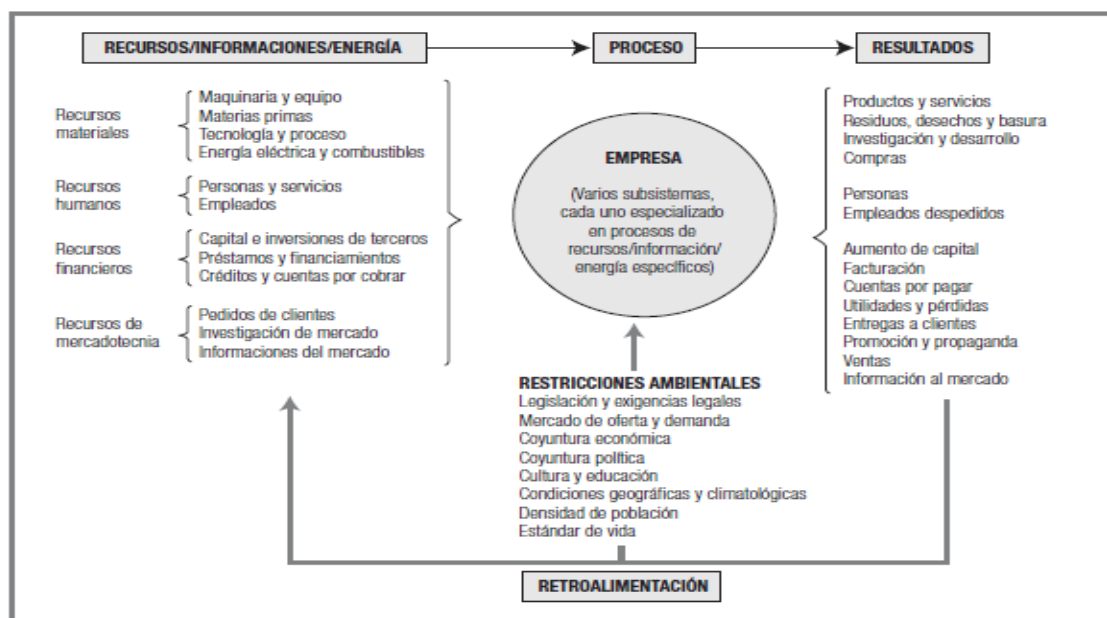 RECURSOS/INFORMACIONES/ENERGÍA
PROCESO
RESULTADOS
Recursos
materiales
Maquinaria y equipo
Materias primas
Tecnología y proceso
Energía eléctrica y combustibles
Recursos
humanos
Personas y servicios
Empleados
Recursos
financieros
Capital e inversiones de terceros
Préstamos y financiamientos
Créditos y cuentas por cobrar
Recursos de
mercadotecnia
Pedidos de clientes
Investigación de mercado
Informaciones del mercado
EMPRESA
(Varios subsistemas,
cada uno especializado
en procesos de
recursos/información/
energía específicos)
RESTRICCIONES AMBIENTALES
Legislación y exigencias legales
Mercado de oferta y demanda
Coyuntura económica
Coyuntura política
Cultura y educación
Condiciones geográficas y climatológicas
Densidad de población
Estándar de vida
Productos y servicios
Residuos, desechos y basura
Investigación y desarrollo
Compras
Personas
Empleados despedidos
Aumento de capital
Facturación
Cuentas por pagar
Utilidades y pérdidas
Entregas a clientes
Promoción y propaganda
Ventas
Información al mercado
RETROALIMENTACIÓN